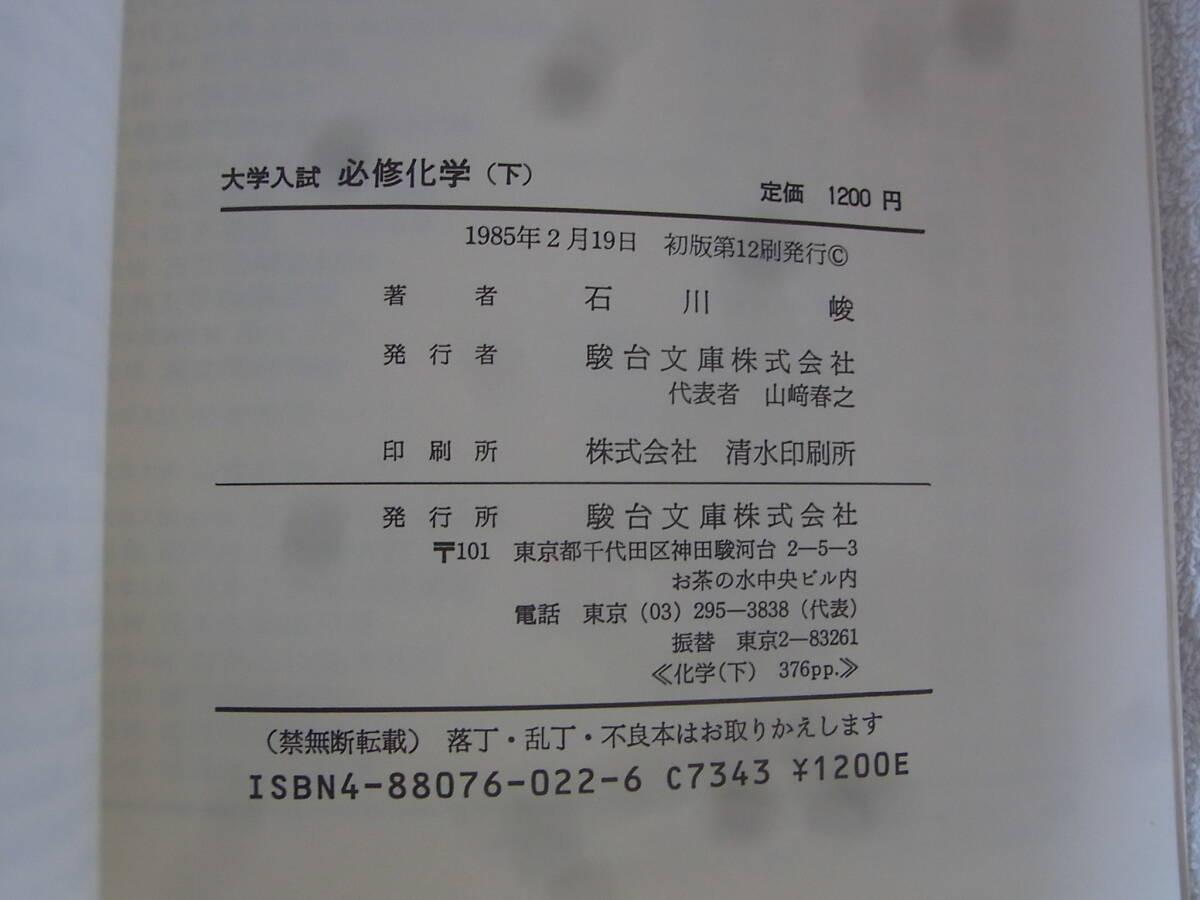 大学入試 必修化学（下） 定価 1200 円
1985年2月19日 初版第12刷発行©
著者 石川峻
発行者 駿台文庫株式会社
代表者 山﨑春之
印刷所 株式会社 清水印刷所
発行所 駿台文庫株式会社
〒101 東京都千代田区神田駿河台 2—5—3
お茶の水中央ビル内
電話 東京（03）295—3838（代表）
振替 東京2—83261
≪化学（下） 376pp.≫
（禁無断転載） 落丁・乱丁・不良本はお取りかえします
ISBN4-88076-022-6 C7343 ¥1200E